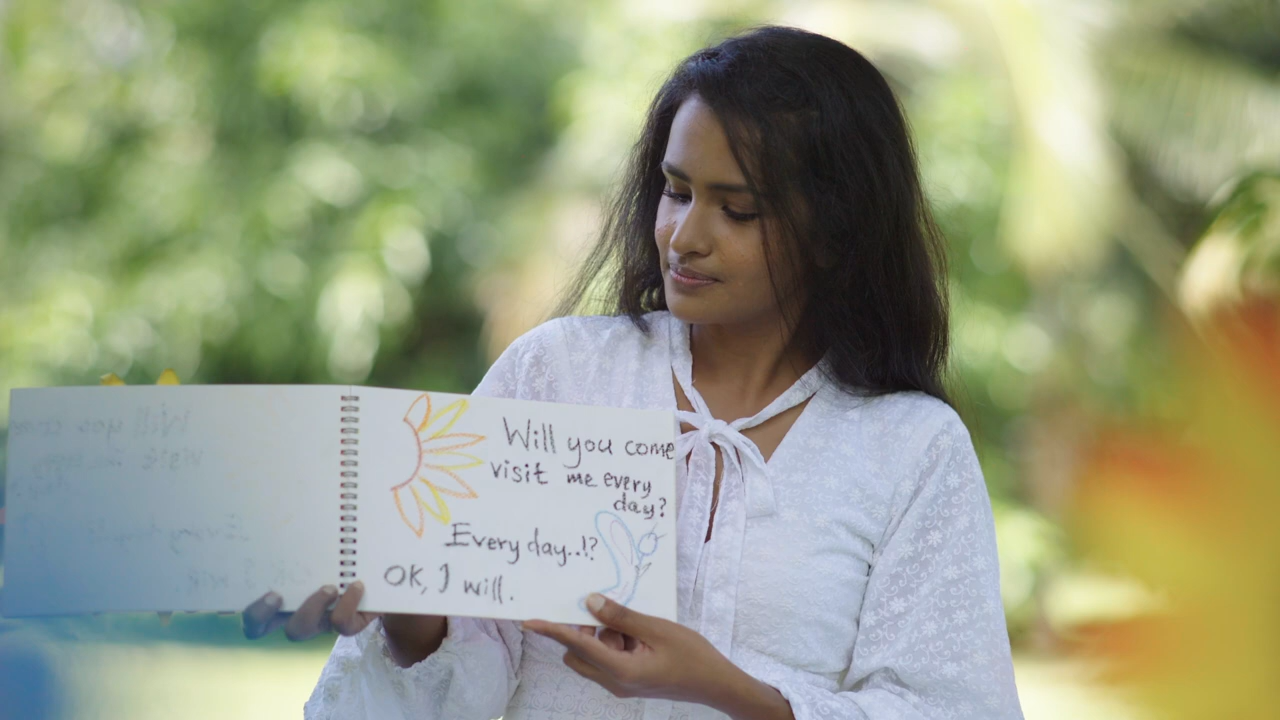 Will you come
visit me every
day?
Every day..!?
OK, I will.